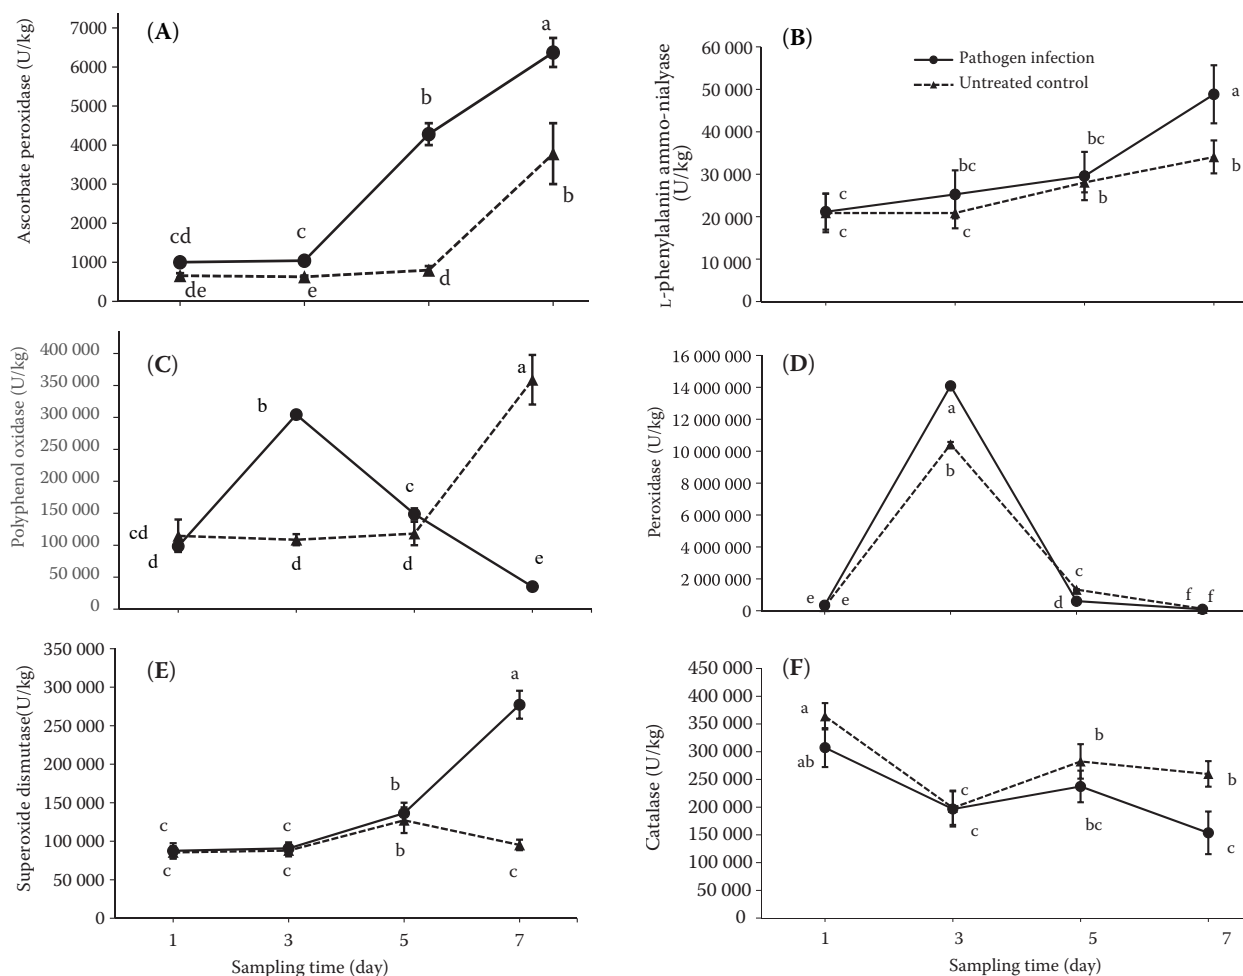 (A)
Ascorbate peroxidase (U/kg)
7000
6000
5000
4000
3000
2000
1000
0
cd
c
b
a
de
e
d
b
(B)
L-phenylalanin ammo-nialyase
(U/kg)
60 000
50 000
40 000
30 000
20 000
10 000
0
Pathogen infection
Untreated control
c
bc
bc
a
c
c
b
b
(C)
Polyphenol oxidase (U/kg)
400 000
350 000
300 000
250 000
200 000
150 000
100 000
50 000
0
cd
d
b
d
c
d
a
e
(D)
Peroxidase (U/kg)
16 000 000
14 000 000
12 000 000
10 000 000
8 000 000
6 000 000
4 000 000
2 000 000
0
e
e
a
b
c
d
f
f
(E)
Superoxide dismutase(U/kg)
350 000
300 000
250 000
200 000
150 000
100 000
50 000
0
c
c
b
a
c
c
b
c
1
3
5
7
Sampling time (day)
(F)
Catalase (U/kg)
450 000
400 000
350 000
300 000
250 000
200 000
150 000
100 000
50 000
0
a
ab
c
c
b
bc
b
c
1
3
5
7
Sampling time (day)